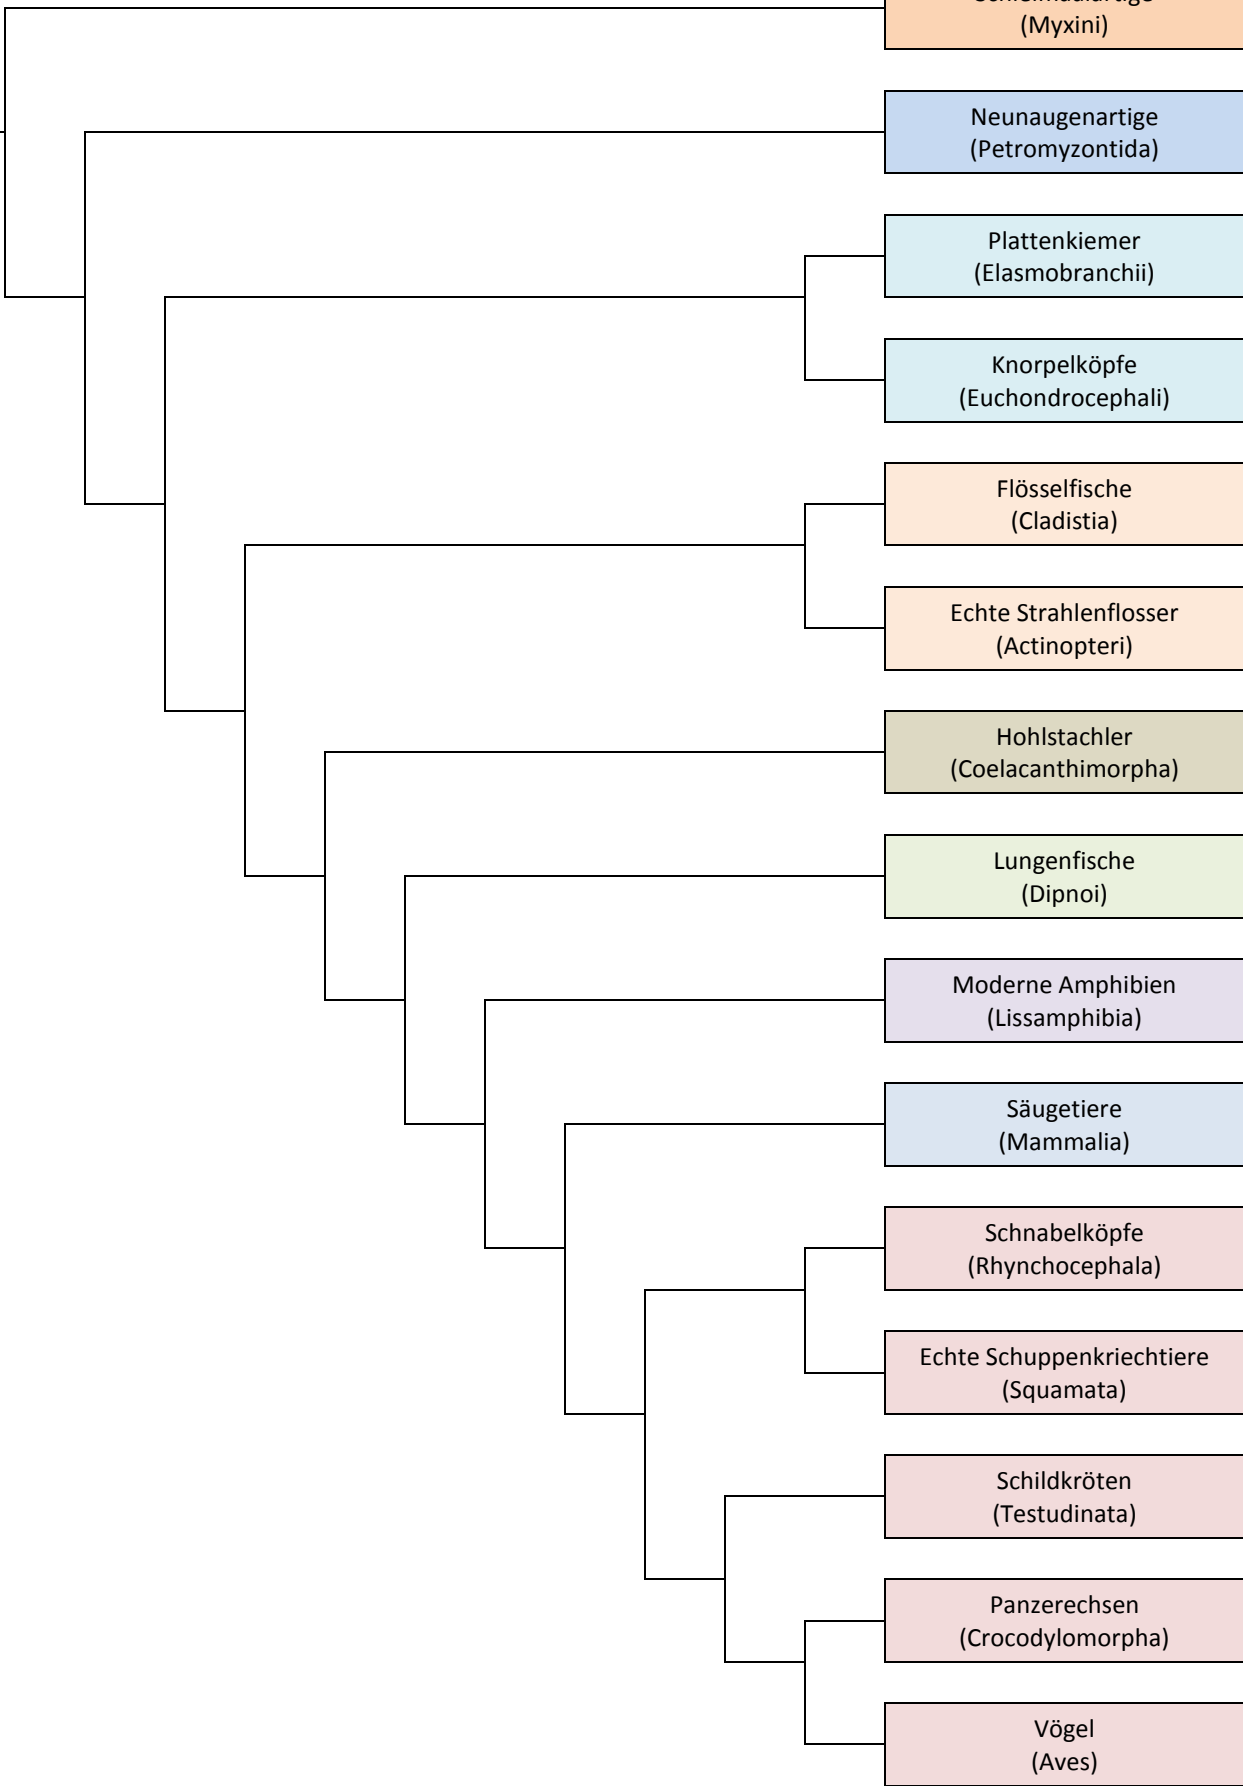 (Myxini)
Neunaugenartige
(Petromyzontida)
Plattenkiemer
(Elasmobranchii)
Knorpelköpfe
(Euchondrocephali)
Flösselfische
(Cladistia)
Echte Strahlenflosser
(Actinopteri)
Hohlstachler
(Coelacanthimorpha)
Lungenfische
(Dipnoi)
Moderne Amphibien
(Lissamphibia)
Säugetiere
(Mammalia)
Schnabelköpfe
(Rhynchocephala)
Echte Schuppenkriechtiere
(Squamata)
Schildkröten
(Testudinata)
Panzerechsen
(Crocodylomorpha)
Vögel
(Aves)